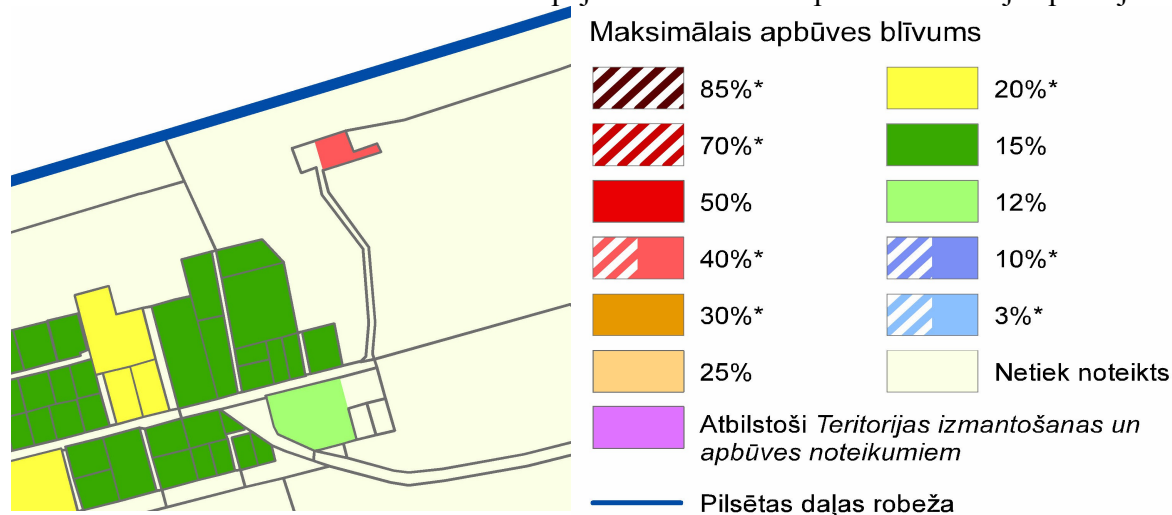 Maksimālais apbūves blīvums
85%*
70%*
50%
40%*
30%*
25%
20%*
15%
12%
10%*
3%*
Netiek noteikts
Atbilstoši Teritorijas izmantošanas un
apbūves noteikumiem
Pilsētas daļas robeža